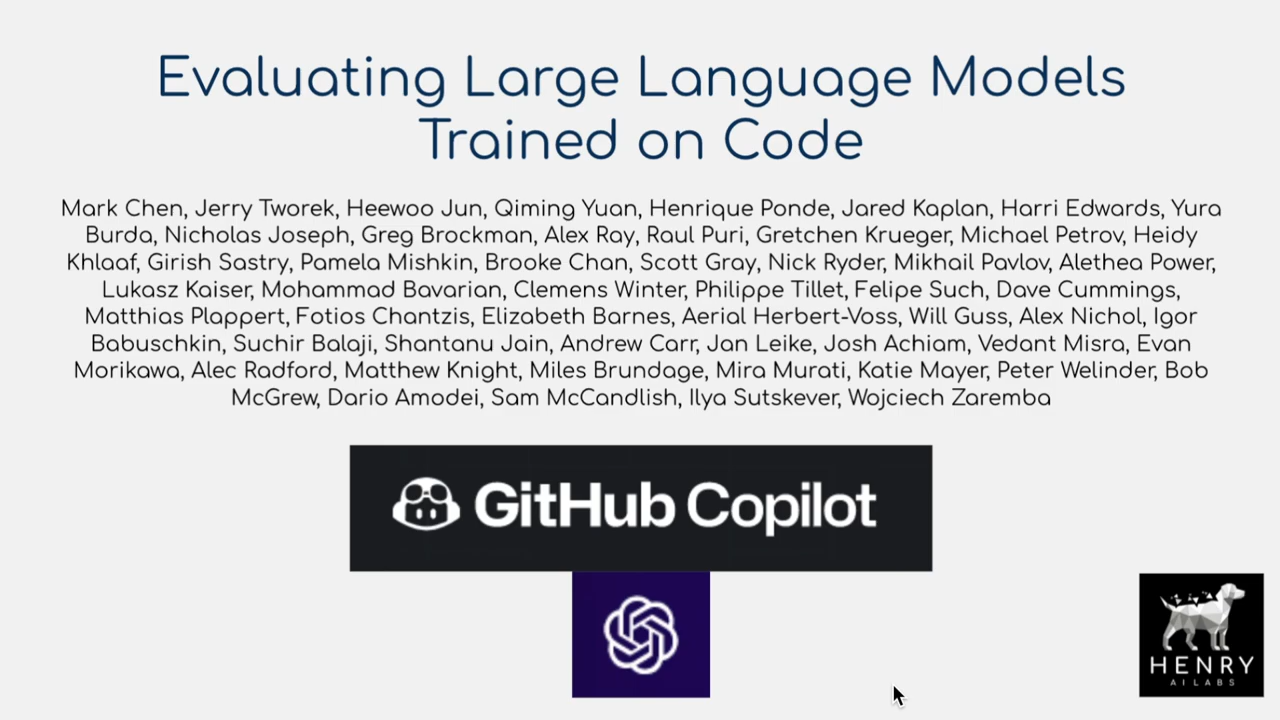 Evaluating Large Language Models
Trained on Code
Mark Chen, Jerry Tworek, Heewoo Jun, Qiming Yuan, Henrique Ponde, Jared Kaplan, Harri Edwards, Yura
Burda, Nicholas Joseph, Greg Brockman, Alex Ray, Raul Puri, Gretchen Krueger, Michael Petrov, Heidy
Khlaaf, Girish Sastry, Pamela Mishkin, Brooke Chan, Scott Gray, Nick Ryder, Mikhail Pavlov, Alethea Power,
Lukasz Kaiser, Mohammad Bavarian, Clemens Winter, Philippe Tillet, Felipe Such, Dave Cummings,
Matthias Plappert, Fotios Chantzis, Elizabeth Barnes, Aerial Herbert-Voss, Will Guss, Alex Nichol, Igor
Babuschkin, Suchir Balaji, Shantanu Jain, Andrew Carr, Jan Leike, Josh Achiam, Vedant Misra, Evan
Morikawa, Alec Radford, Matthew Knight, Miles Brundage, Mira Murati, Katie Mayer, Peter Welinder, Bob
McGrew, Dario Amodei, Sam McCandlish, Ilya Sutskever, Wojciech Zaremba
GitHub Copilot
HENRY
AI LABS